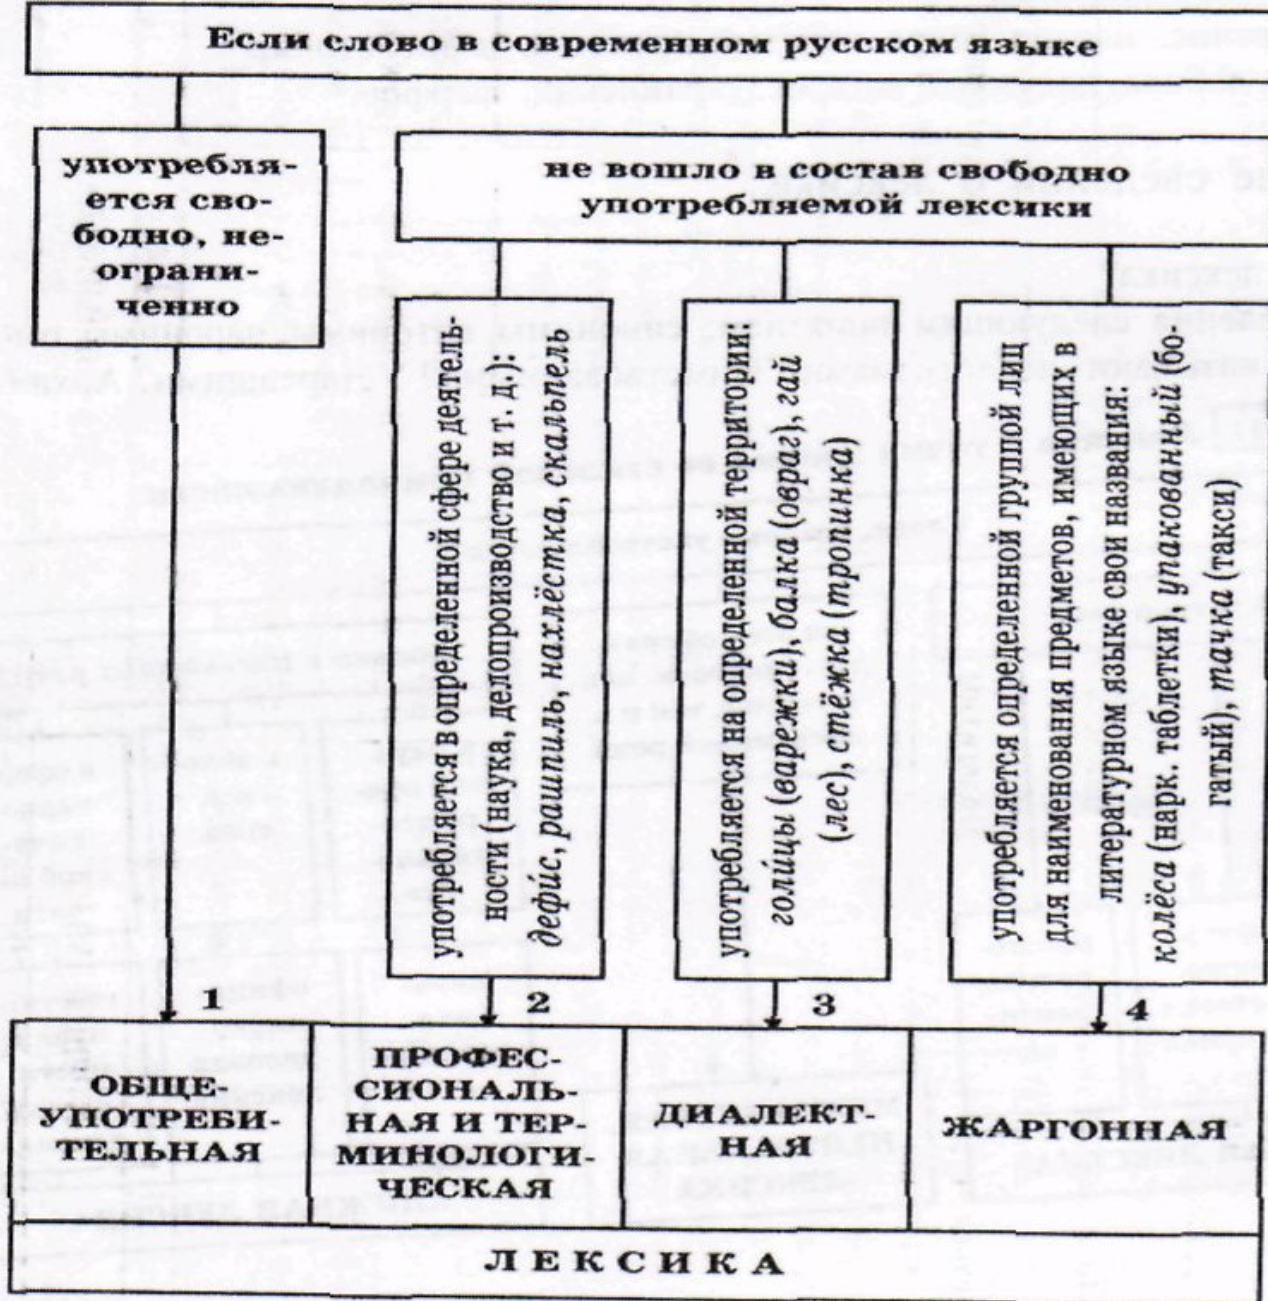 Если слово в современном русском языке
употребля-
ется сво-
бодно, не-
ограни-
ченно
не вошло в состав свободно
употребляемой лексики
употребляется в определенной сфере деятель-
ности (наука, делопроизводство и т. д.):
дефи́с, рашпиль, нахлёстка, скальпель
употребляется на определенной территории:
голи́цы (варежки), балка (овраг), гай
(лес), стёжка (тропинка)
употребляется определенной группой лиц
для наименования предметов, имеющих в
литературном языке свои названия:
колёса (нарк. таблетки), упакованный (бо-
гатый), тачка (такси)
1
2
3
4
ОБЩЕ-
УПОТРЕБИ-
ТЕЛЬНАЯ
ПРОФЕС-
СИОНАЛЬ-
НАЯ И ТЕР-
МИНОЛОГИ-
ЧЕСКАЯ
ДИАЛЕКТ-
НАЯ
ЖАРГОННАЯ
ЛЕКСИКА